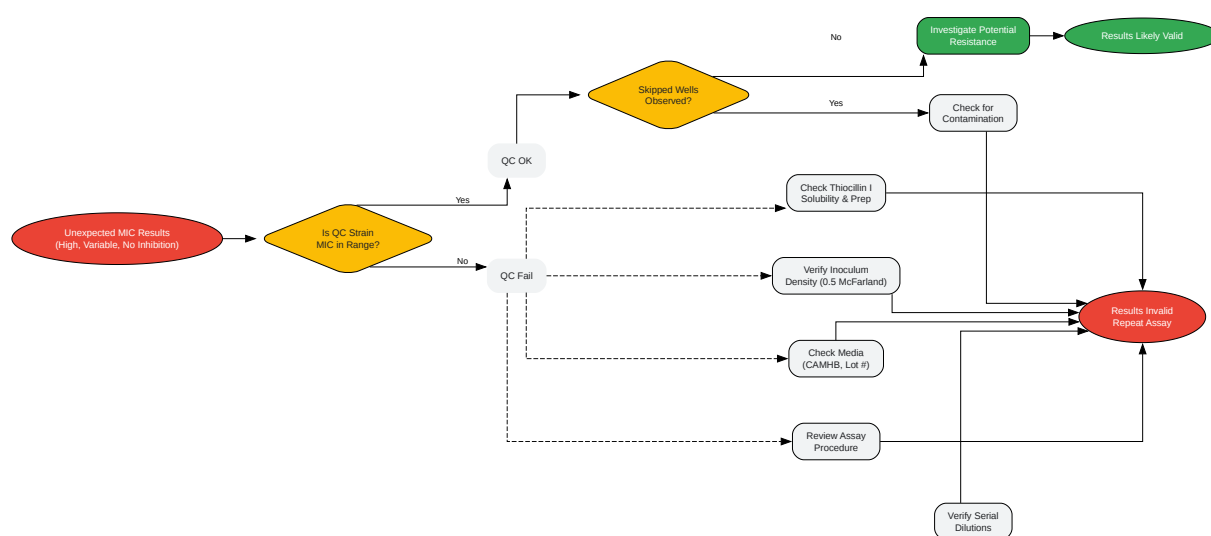 Unexpected MIC Results
(High, Variable, No Inhibition)
Is QC Strain
MIC in Range?
Yes
No
QC OK
QC Fail
Skipped Wells
Observed?
No
Yes
Investigate Potential
Resistance
Results Likely Valid
Check for
Contamination
Check Thiocillin I
Solubility & Prep
Verify Inoculum
Density (0.5 McFarland)
Check Media
(CAMHB, Lot #)
Review Assay
Procedure
Verify Serial
Dilutions
Results Invalid
Repeat Assay